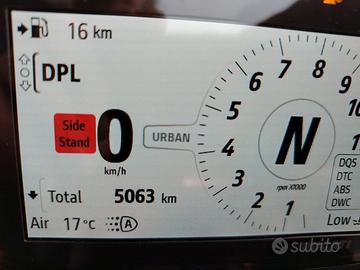 16 km
DPL
Side
Stand
0
km/h
URBAN
Total 5063 km
Air 17 °C (A)
1
2
3
4
5
6
7
8
9
10
N
rpm X1000
DQS
DTC
ABS
DWC
Low
subito